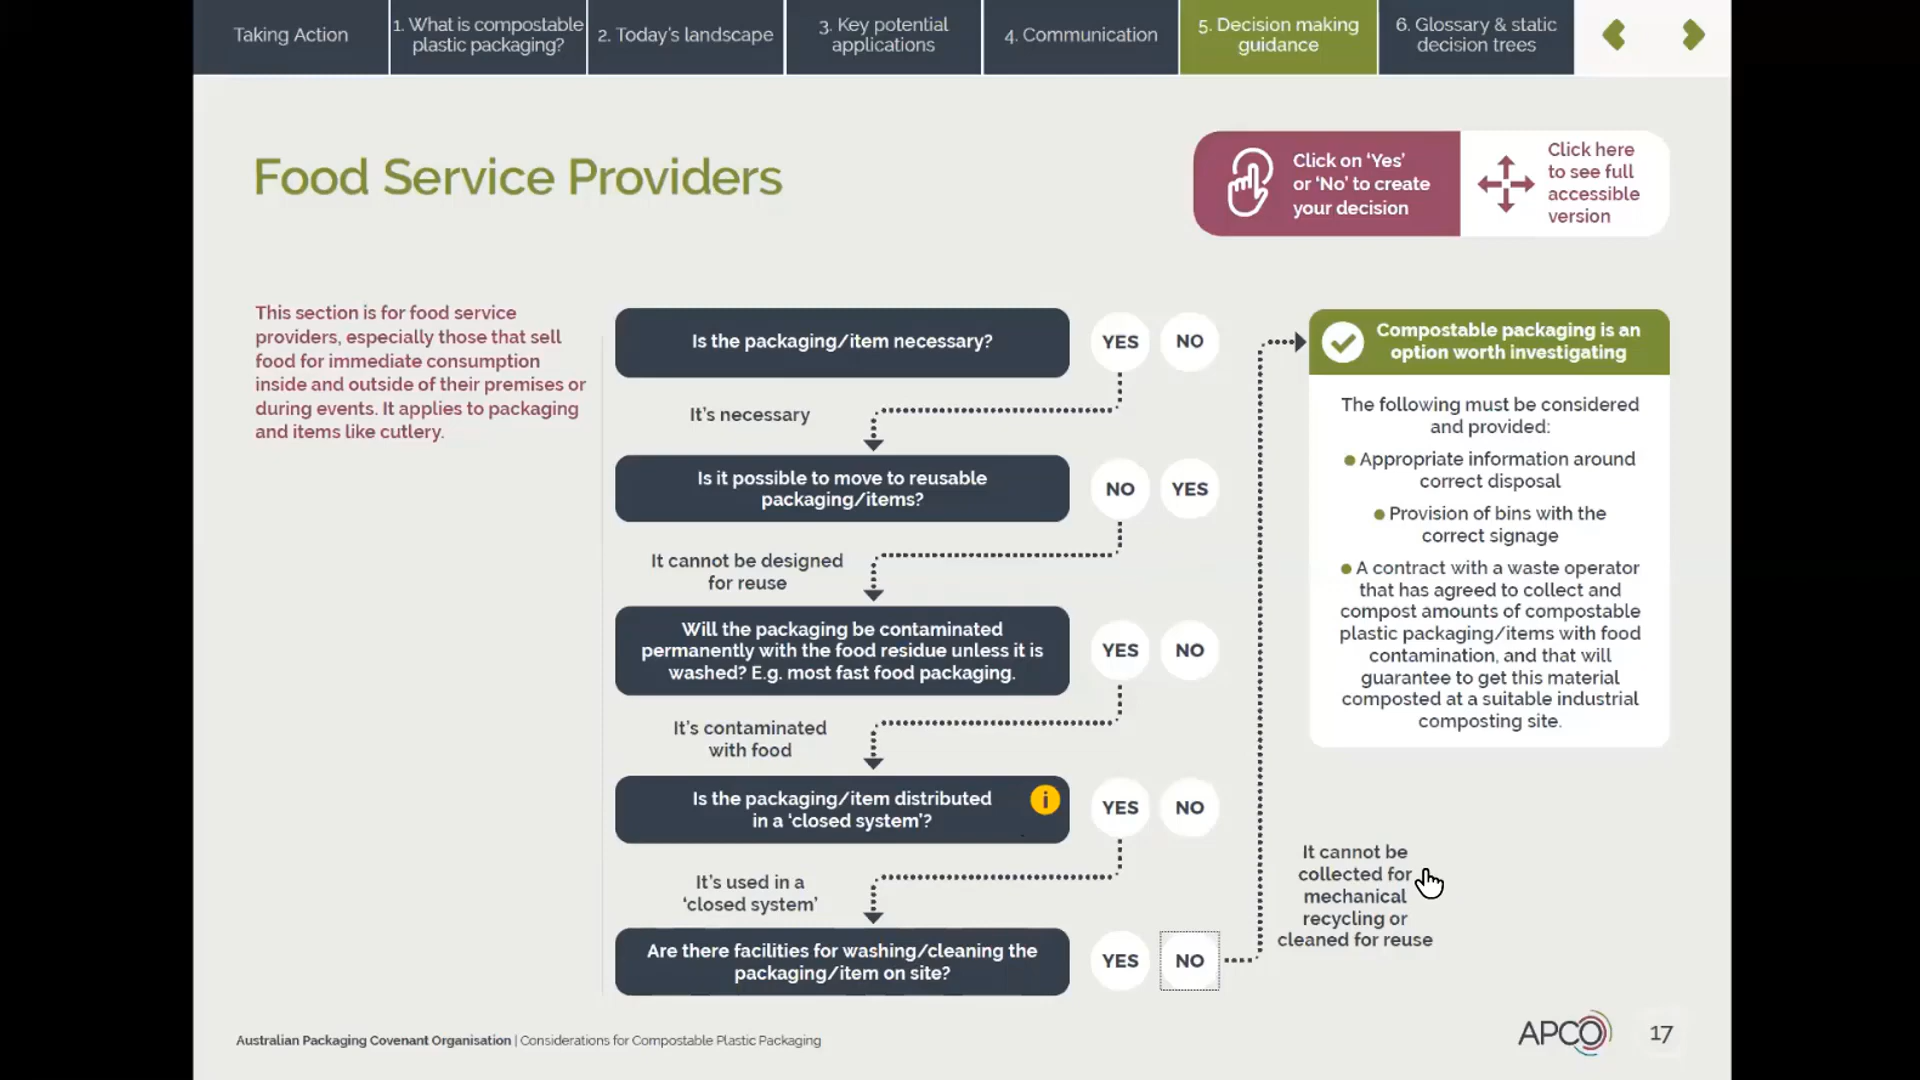 Taking Action
1. What is compostable
plastic packaging?
2. Today's landscape
3. Key potential
applications
4. Communication
5. Decision making
guidance
6. Glossary & static
decision trees
Food Service Providers
Click on 'Yes'
or 'No' to create
your decision
Click here
to see full
accessible
version
This section is for food service
providers, especially those that sell
food for immediate consumption
inside and outside of their premises or
during events. It applies to packaging
and items like cutlery.
Is the packaging/item necessary?
YES
NO
It's necessary
Is it possible to move to reusable
packaging/items?
NO
YES
It cannot be designed
for reuse
Will the packaging be contaminated
permanently with the food residue unless it is
washed? E.g. most fast food packaging.
YES
NO
It's contaminated
with food
Is the packaging/item distributed
in a 'closed system'?
i
YES
NO
It's used in a
'closed system'
Are there facilities for washing/cleaning the
packaging/item on site?
YES
NO
It cannot be
collected for
mechanical
recycling or
cleaned for reuse
Compostable packaging is an
option worth investigating
The following must be considered
and provided:
● Appropriate information around
correct disposal
● Provision of bins with the
correct signage
● A contract with a waste operator
that has agreed to collect and
compost amounts of compostable
plastic packaging/items with food
contamination, and that will
guarantee to get this material
composted at a suitable industrial
composting site.
Australian Packaging Covenant Organisation | Considerations for Compostable Plastic Packaging
APCO
17